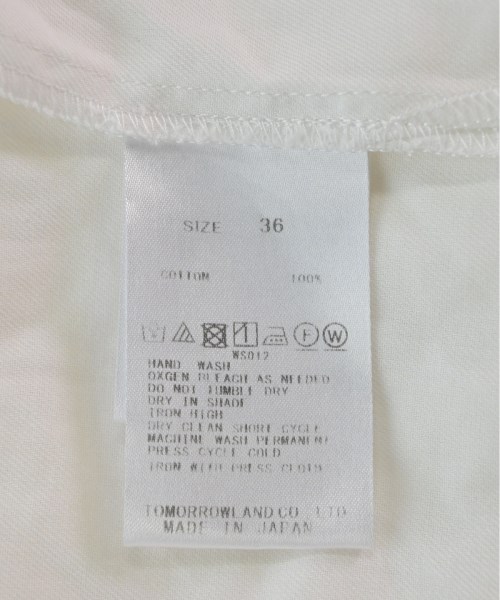 SIZE 36
COTTON 100%
F W
WS012
HAND WASH
OXGEN BLEACH AS NEEDED
DO NOT TUMBLE DRY
DRY IN SHADE
IRON HIGH
DRY CLEAN SHORT CYCLE
MACHINE WASH PERMANENT
PRESS CYCLE COLD
IRON WITH PRESS CLOTH
TOMORROWLAND CO., LTD
MADE IN JAPAN